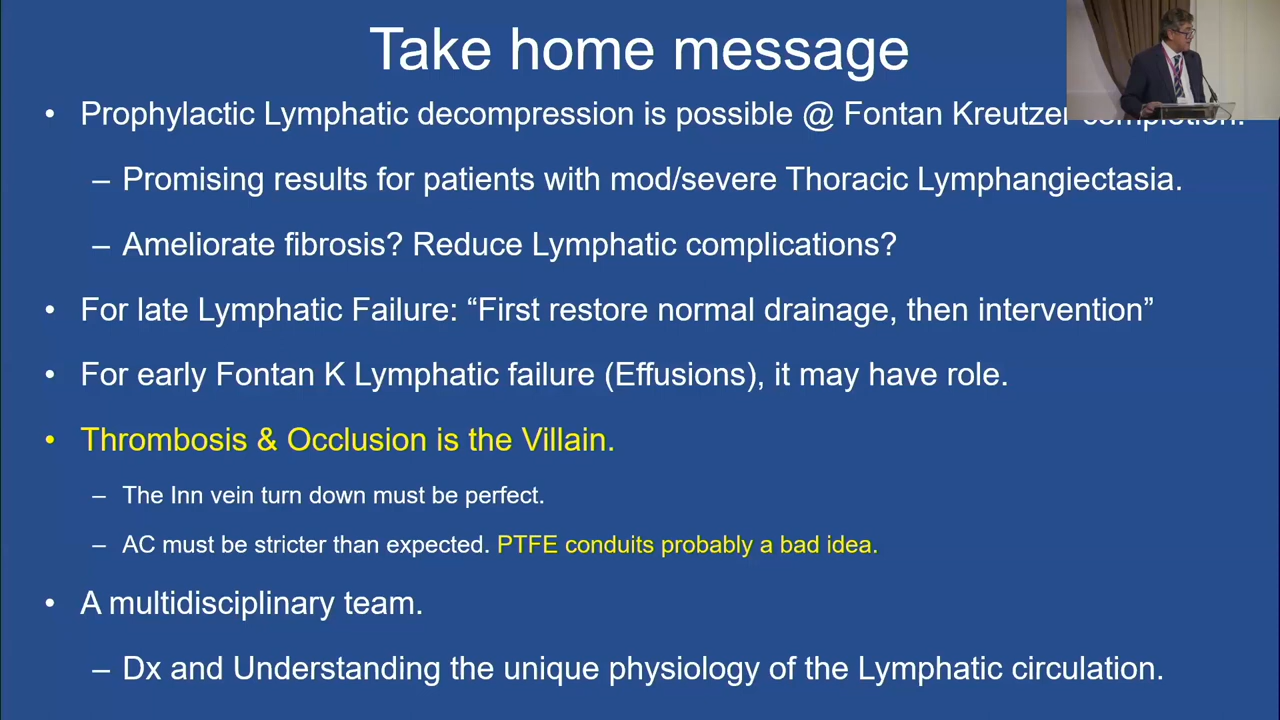 Take home message
• Prophylactic Lymphatic decompression is possible @ Fontan Kreutzer completion.
– Promising results for patients with mod/severe Thoracic Lymphangiectasia.
– Ameliorate fibrosis? Reduce Lymphatic complications?
• For late Lymphatic Failure: “First restore normal drainage, then intervention”
• For early Fontan K Lymphatic failure (Effusions), it may have role.
• Thrombosis & Occlusion is the Villain.
– The Inn vein turn down must be perfect.
– AC must be stricter than expected. PTFE conduits probably a bad idea.
• A multidisciplinary team.
– Dx and Understanding the unique physiology of the Lymphatic circulation.